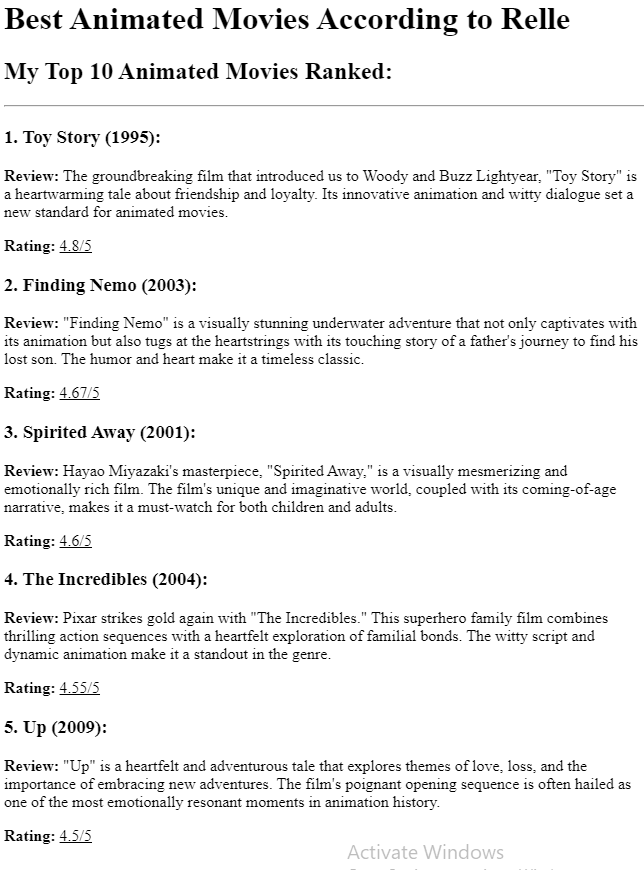 Best Animated Movies According to Relle
My Top 10 Animated Movies Ranked:
1. Toy Story (1995):
Review: The groundbreaking film that introduced us to Woody and Buzz Lightyear, "Toy Story" is
a heartwarming tale about friendship and loyalty. Its innovative animation and witty dialogue set a
new standard for animated movies.
Rating: 4.8/5
2. Finding Nemo (2003):
Review: "Finding Nemo" is a visually stunning underwater adventure that not only captivates with
its animation but also tugs at the heartstrings with its touching story of a father's journey to find his
lost son. The humor and heart make it a timeless classic.
Rating: 4.67/5
3. Spirited Away (2001):
Review: Hayao Miyazaki's masterpiece, "Spirited Away," is a visually mesmerizing and
emotionally rich film. The film's unique and imaginative world, coupled with its coming-of-age
narrative, makes it a must-watch for both children and adults.
Rating: 4.6/5
4. The Incredibles (2004):
Review: Pixar strikes gold again with "The Incredibles." This superhero family film combines
thrilling action sequences with a heartfelt exploration of familial bonds. The witty script and
dynamic animation make it a standout in the genre.
Rating: 4.55/5
5. Up (2009):
Review: "Up" is a heartfelt and adventurous tale that explores themes of love, loss, and the
importance of embracing new adventures. The film's poignant opening sequence is often hailed as
one of the most emotionally resonant moments in animation history.
Rating: 4.5/5
Activate Windows